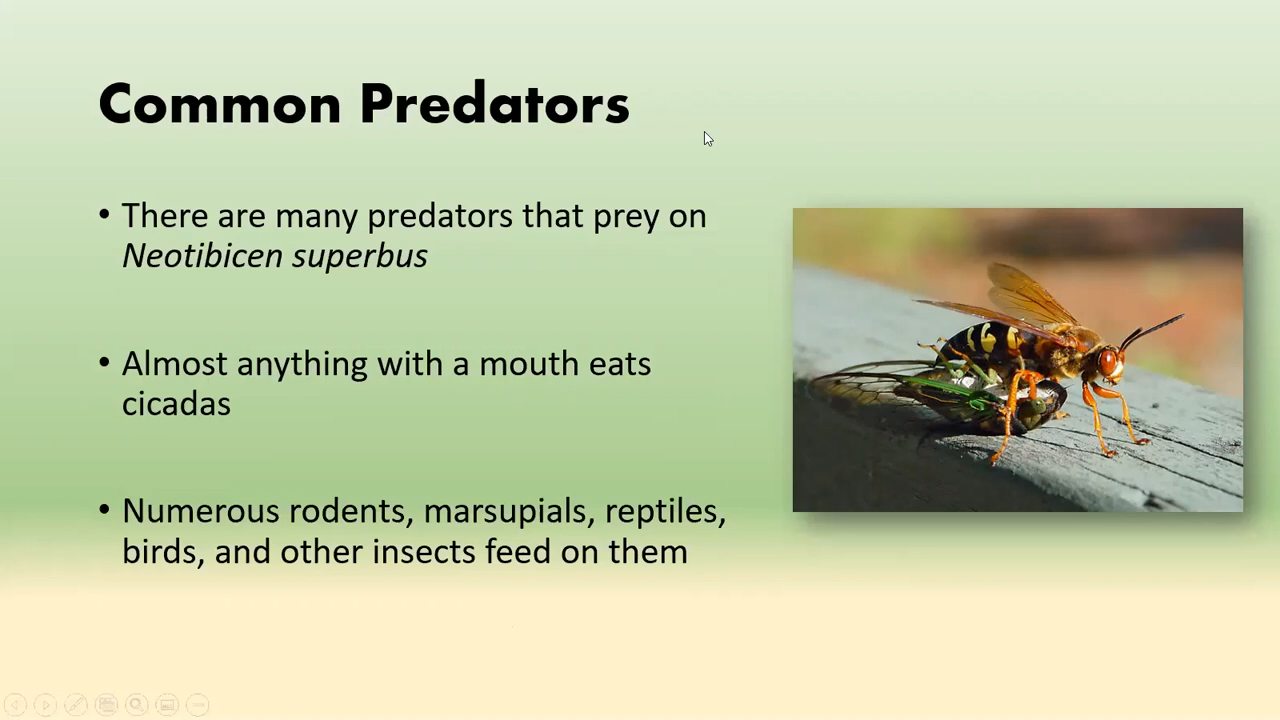 Common Predators
• There are many predators that prey on
Neotibicen superbus
• Almost anything with a mouth eats
cicadas
• Numerous rodents, marsupials, reptiles,
birds, and other insects feed on them